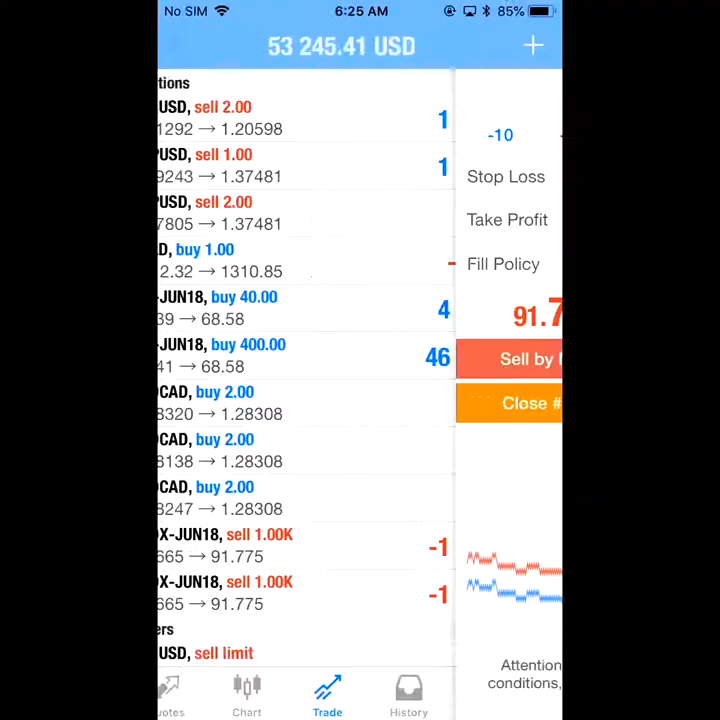 No SIM 6:25 AM 85%
53 245.41 USD +
tions
USD, sell 2.00
1292 → 1.20598 1
USD, sell 1.00
9243 → 1.37481 1
USD, sell 2.00
7805 → 1.37481
D, buy 1.00
2.32 → 1310.85 -
-JUN18, buy 40.00
39 → 68.58 4
-JUN18, buy 400.00
41 → 68.58 46
CAD, buy 2.00
8320 → 1.28308
CAD, buy 2.00
8138 → 1.28308
CAD, buy 2.00
8247 → 1.28308
X-JUN18, sell 1.00K
665 → 91.775 -1
X-JUN18, sell 1.00K
665 → 91.775 -1
ers
USD, sell limit
-10
Stop Loss
Take Profit
Fill Policy
91.7
Sell by
Close #
Attention
conditions,
uotes Chart Trade History